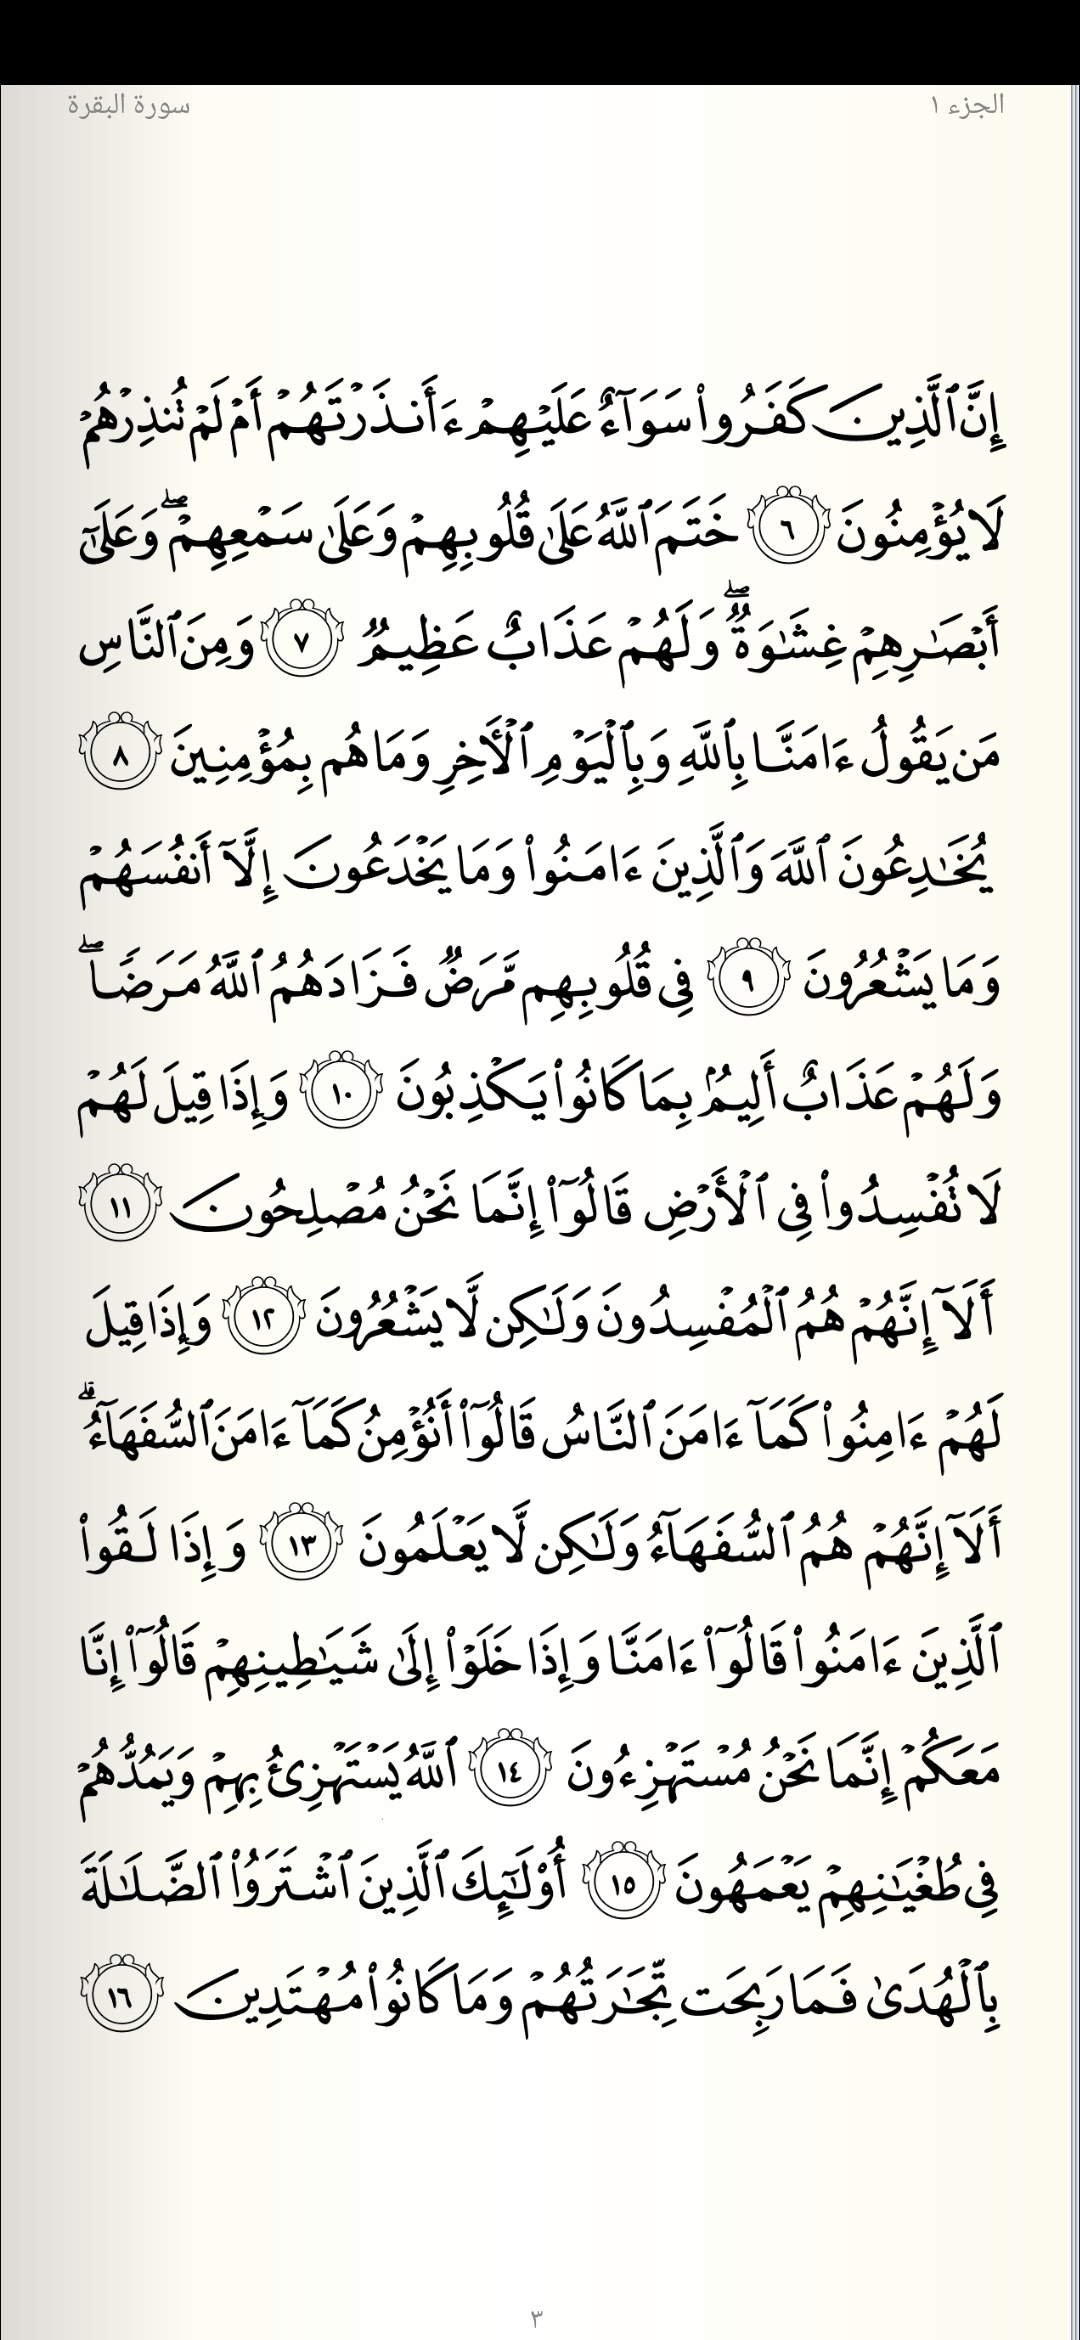 الجزء ١
سورة البقرة
إِنَّ ٱلَّذِينَ كَفَرُوا۟ سَوَآءٌ عَلَيْهِمْ ءَأَنذَرْتَهُمْ أَمْ لَمْ تُنذِرْهُمْ
لَا يُؤْمِنُونَ ٦ خَتَمَ ٱللَّهُ عَلَىٰ قُلُوبِهِمْ وَعَلَىٰ سَمْعِهِمْ ۖ وَعَلَىٰٓ
أَبْصَـٰرِهِمْ غِشَـٰوَةٌ ۖ وَلَهُمْ عَذَابٌ عَظِيمٌ ٧ وَمِنَ ٱلنَّاسِ
مَن يَقُولُ ءَامَنَّا بِٱللَّهِ وَبِٱلْيَوْمِ ٱلْـَٔاخِرِ وَمَا هُم بِمُؤْمِنِينَ ٨
يُخَـٰدِعُونَ ٱللَّهَ وَٱلَّذِينَ ءَامَنُوا۟ وَمَا يَخْدَعُونَ إِلَّآ أَنفُسَهُمْ
وَمَا يَشْعُرُونَ ٩ فِى قُلُوبِهِم مَّرَضٌ فَزَادَهُمُ ٱللَّهُ مَرَضًا ۖ
وَلَهُمْ عَذَابٌ أَلِيمٌۢ بِمَا كَانُوا۟ يَكْذِبُونَ ١٠ وَإِذَا قِيلَ لَهُمْ
لَا تُفْسِدُوا۟ فِى ٱلْأَرْضِ قَالُوٓا۟ إِنَّمَا نَحْنُ مُصْلِحُونَ ١١
أَلَآ إِنَّهُمْ هُمُ ٱلْمُفْسِدُونَ وَلَـٰكِن لَّا يَشْعُرُونَ ١٢ وَإِذَا قِيلَ
لَهُمْ ءَامِنُوا۟ كَمَآ ءَامَنَ ٱلنَّاسُ قَالُوٓا۟ أَنُؤْمِنُ كَمَآ ءَامَنَ ٱلسُّفَهَآءُ ۗ
أَلَآ إِنَّهُمْ هُمُ ٱلسُّفَهَآءُ وَلَـٰكِن لَّا يَعْلَمُونَ ١٣ وَإِذَا لَقُوا۟
ٱلَّذِينَ ءَامَنُوا۟ قَالُوٓا۟ ءَامَنَّا وَإِذَا خَلَوْا۟ إِلَىٰ شَيَـٰطِينِهِمْ قَالُوٓا۟ إِنَّا
مَعَكُمْ إِنَّمَا نَحْنُ مُسْتَهْزِءُونَ ١٤ ٱللَّهُ يَسْتَهْزِئُ بِهِمْ وَيَمُدُّهُمْ
فِى طُغْيَـٰنِهِمْ يَعْمَهُونَ ١٥ أُو۟لَـٰٓئِكَ ٱلَّذِينَ ٱشْتَرَوُا۟ ٱلضَّلَـٰلَةَ
بِٱلْهُدَىٰ فَمَا رَبِحَت تِّجَـٰرَتُهُمْ وَمَا كَانُوا۟ مُهْتَدِينَ ١٦
٣